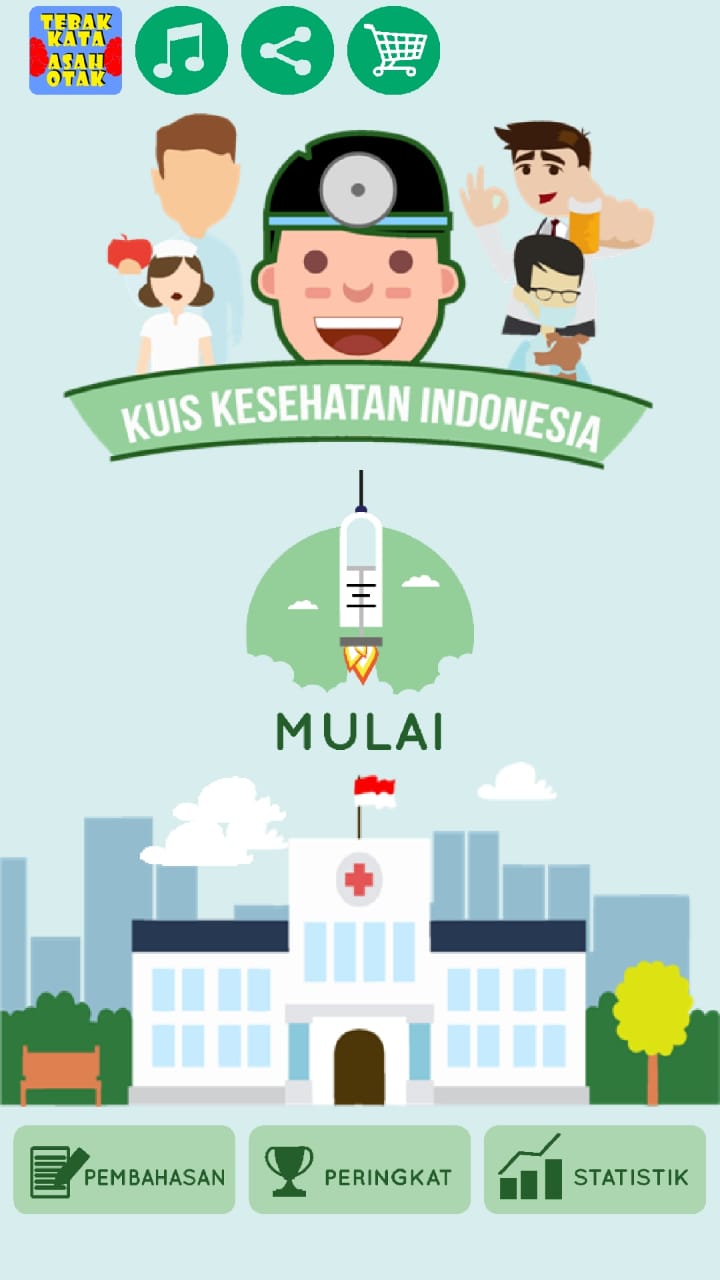 TEBAK
KATA
ASAH
OTAK
KUIS KESEHATAN INDONESIA
MULAI
PEMBAHASAN
PERINGKAT
STATISTIK